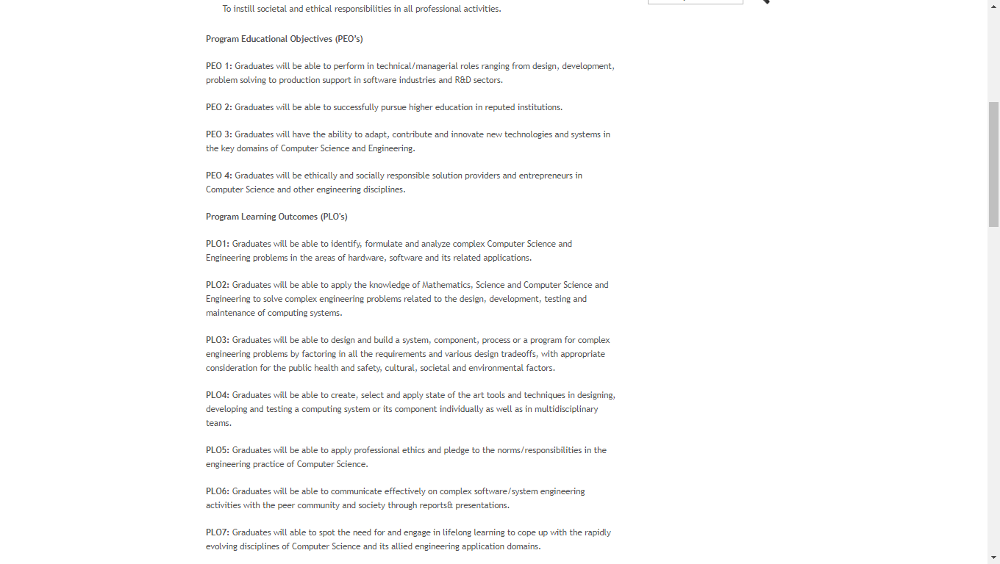 To instill societal and ethical responsibilities in all professional activities.
Program Educational Objectives (PEO's)
PEO 1: Graduates will be able to perform in technical/managerial roles ranging from design, development,
problem solving to production support in software industries and R&D sectors.
PEO 2: Graduates will be able to successfully pursue higher education in reputed institutions.
PEO 3: Graduates will have the ability to adapt, contribute and innovate new technologies and systems in
the key domains of Computer Science and Engineering.
PEO 4: Graduates will be ethically and socially responsible solution providers and entrepreneurs in
Computer Science and other engineering disciplines.
Program Learning Outcomes (PLO's)
PLO1: Graduates will be able to identify, formulate and analyze complex Computer Science and
Engineering problems in the areas of hardware, software and its related applications.
PLO2: Graduates will be able to apply the knowledge of Mathematics, Science and Computer Science and
Engineering to solve complex engineering problems related to the design, development, testing and
maintenance of computing systems.
PLO3: Graduates will be able to design and build a system, component, process or a program for complex
engineering problems by factoring in all the requirements and various design tradeoffs, with appropriate
consideration for the public health and safety, cultural, societal and environmental factors.
PLO4: Graduates will be able to create, select and apply state of the art tools and techniques in designing,
developing and testing a computing system or its component individually as well as in multidisciplinary
teams.
PLO5: Graduates will be able to apply professional ethics and pledge to the norms/responsibilities in the
engineering practice of Computer Science.
PLO6: Graduates will be able to communicate effectively on complex software/system engineering
activities with the peer community and society through reports& presentations.
PLO7: Graduates will able to spot the need for and engage in lifelong learning to cope up with the rapidly
evolving disciplines of Computer Science and its allied engineering application domains.